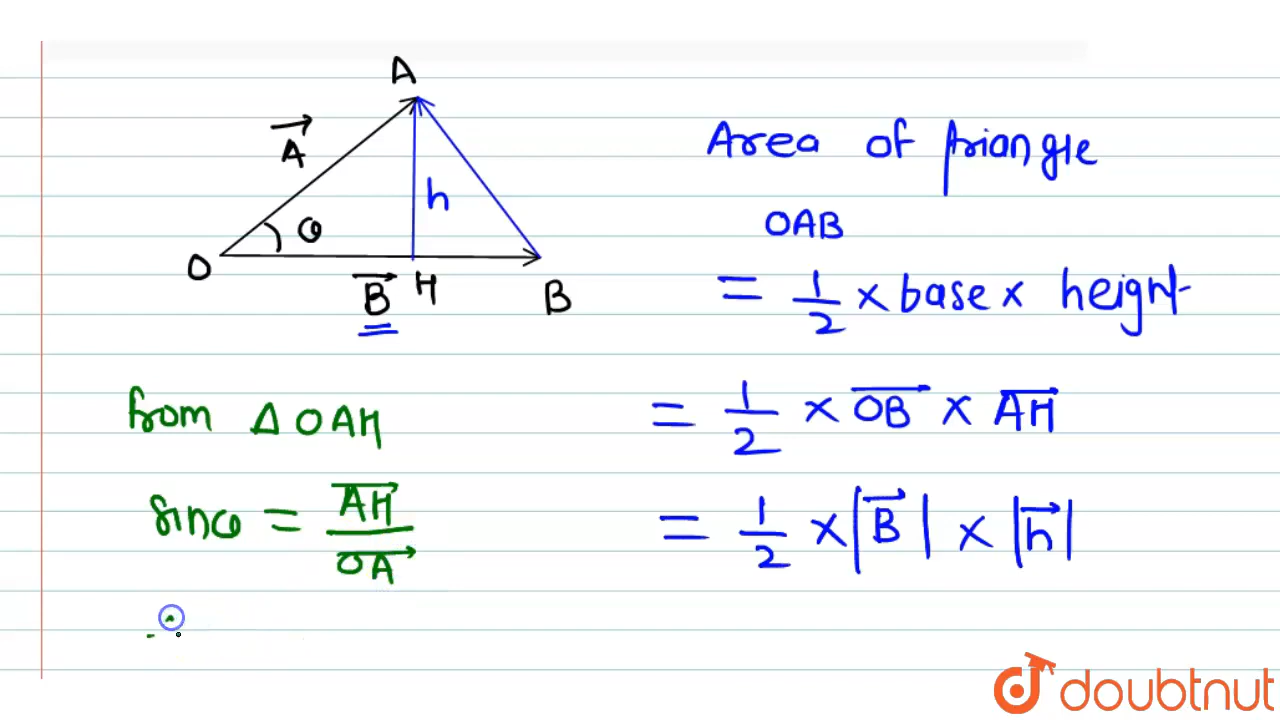 A
A
h
θ
O
B
H
B
Area of triangle
OAB
= 1/2 × base × height
from Δ OAH
= 1/2 × OB × AH
sinθ = AH/OA
= 1/2 × |B| × |h|
doubtnut